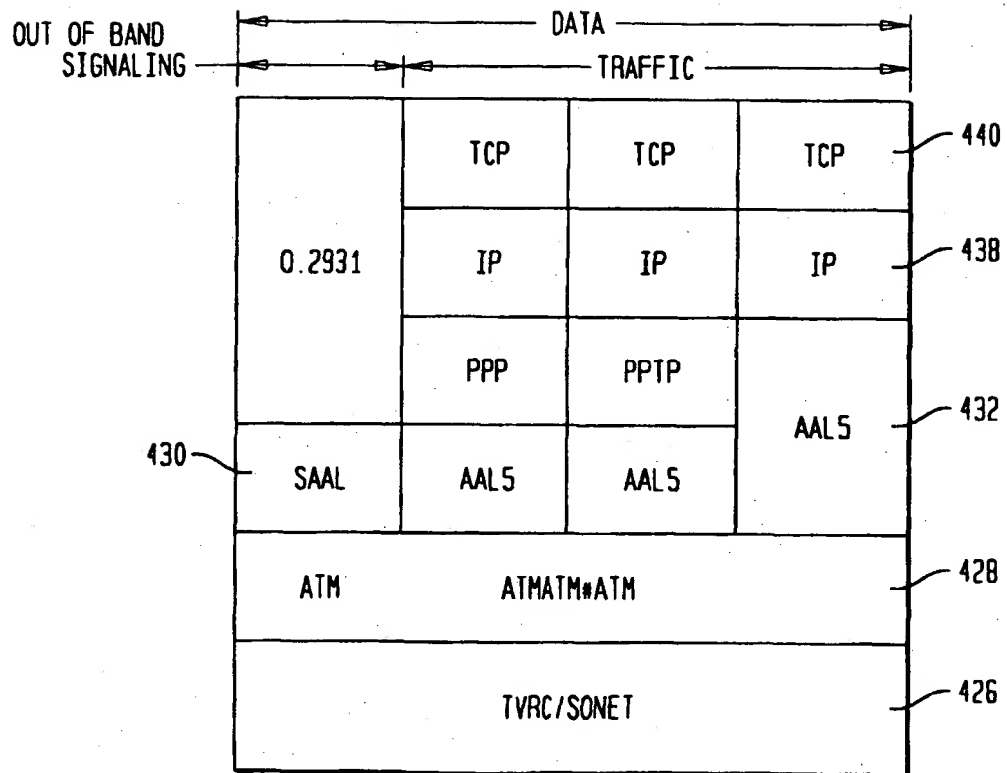 DATA
OUT OF BAND
SIGNALING
TRAFFIC
TCP TCP TCP 440
0.2931 IP IP IP 438
PPP PPTP
AAL5 432
430 SAAL AAL5 AAL5
ATM ATMATM*ATM 428
TVRC/SONET 426